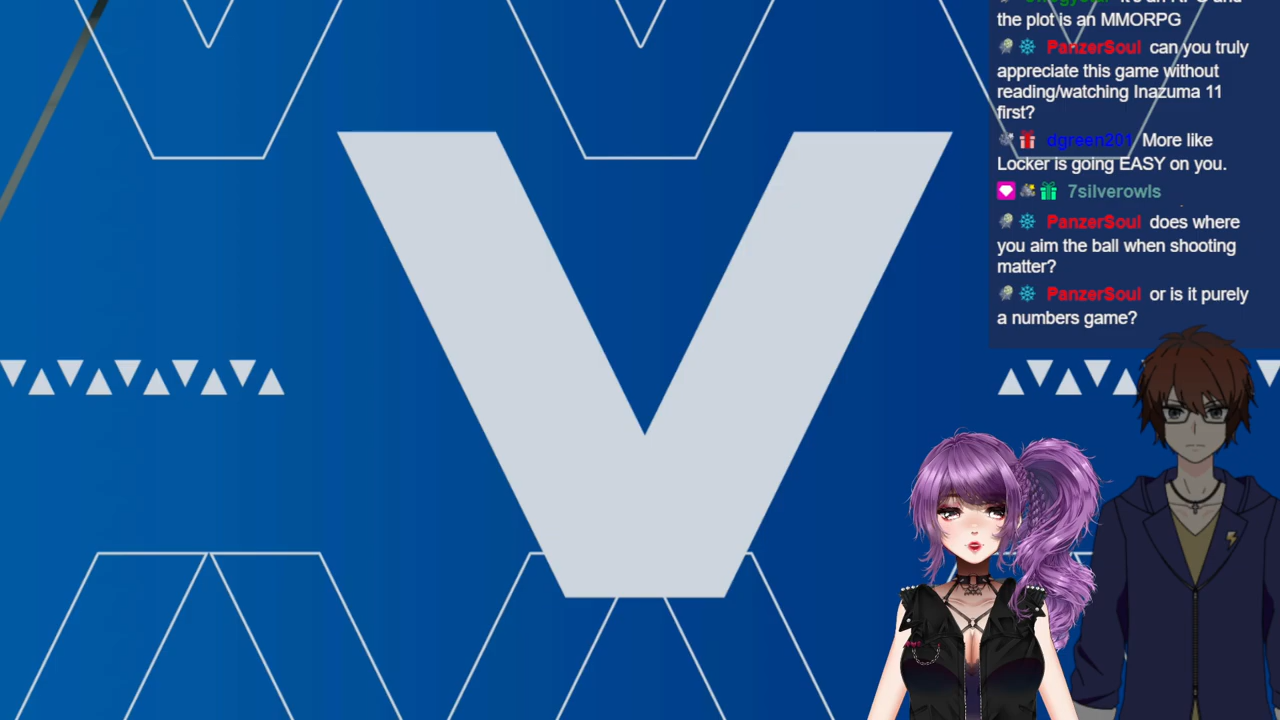 the plot is an MMORPG
PanzerSoul can you truly
appreciate this game without
reading/watching Inazuma 11
first?
dgreen201 More like
Locker is going EASY on you.
7silverowls
PanzerSoul does where
you aim the ball when shooting
matter?
PanzerSoul or is it purely
a numbers game?
V